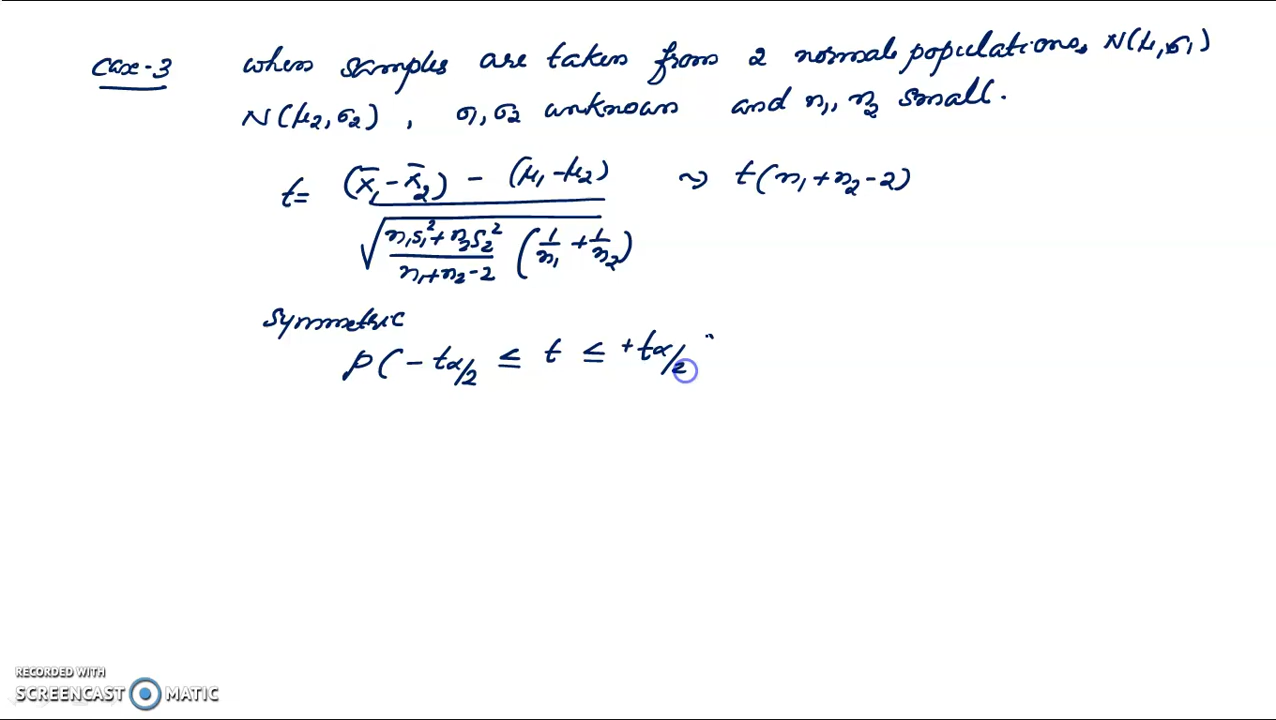 Case-3 when samples are taken from 2 normal populations N(μ, σ1)
N(μ2, σ2), σ1, σ2 unknown and n1, n2 small.
t = (x̄1 - x̄2) - (μ1 - μ2) / √(n1s1² + n2s2² / n1+n2-2 (1/n1 + 1/n2)) ~> t(n1+n2-2)
Symmetric
P(-tα/2 ≤ t ≤ +tα/2
RECORDED WITH
SCREENCAST MATIC